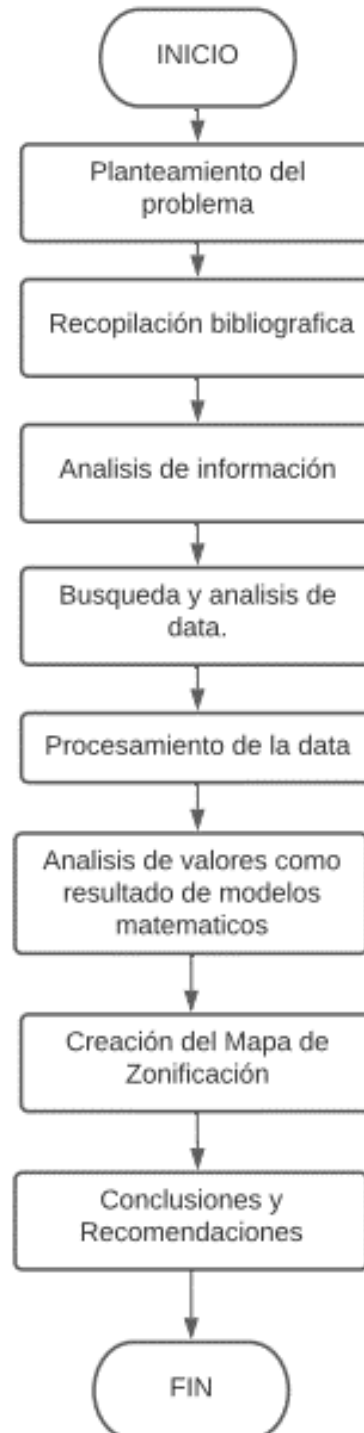 INICIO
Planteamiento del
problema
Recopilación bibliografica
Analisis de información
Busqueda y analisis de
data.
Procesamiento de la data
Analisis de valores como
resultado de modelos
matematicos
Creación del Mapa de
Zonificación
Conclusiones y
Recomendaciones
FIN